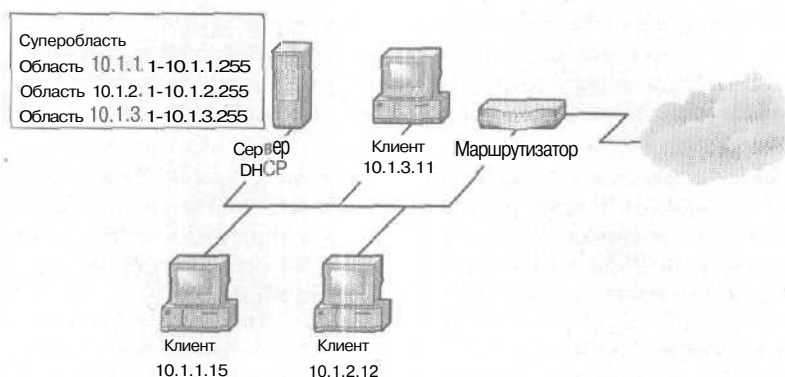 Суперобласть
Область 10.1.1. 1-10.1.1.255
Область 10.1.2. 1-10.1.2.255
Область 10.1.3. 1-10.1.3.255
Сервер
DHCP
Клиент
10.1.3.11
Маршрутизатор
Клиент
10.1.1.15
Клиент
10.1.2.12